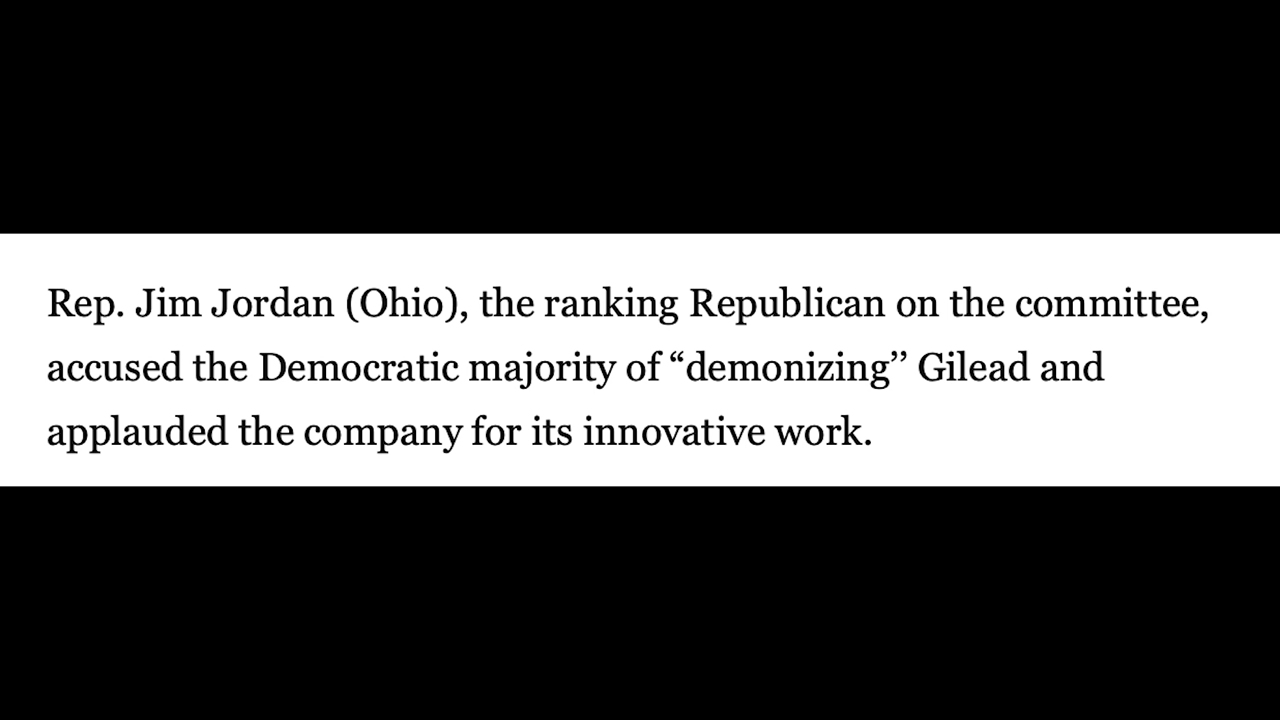 Rep. Jim Jordan (Ohio), the ranking Republican on the committee,
accused the Democratic majority of “demonizing’’ Gilead and
applauded the company for its innovative work.